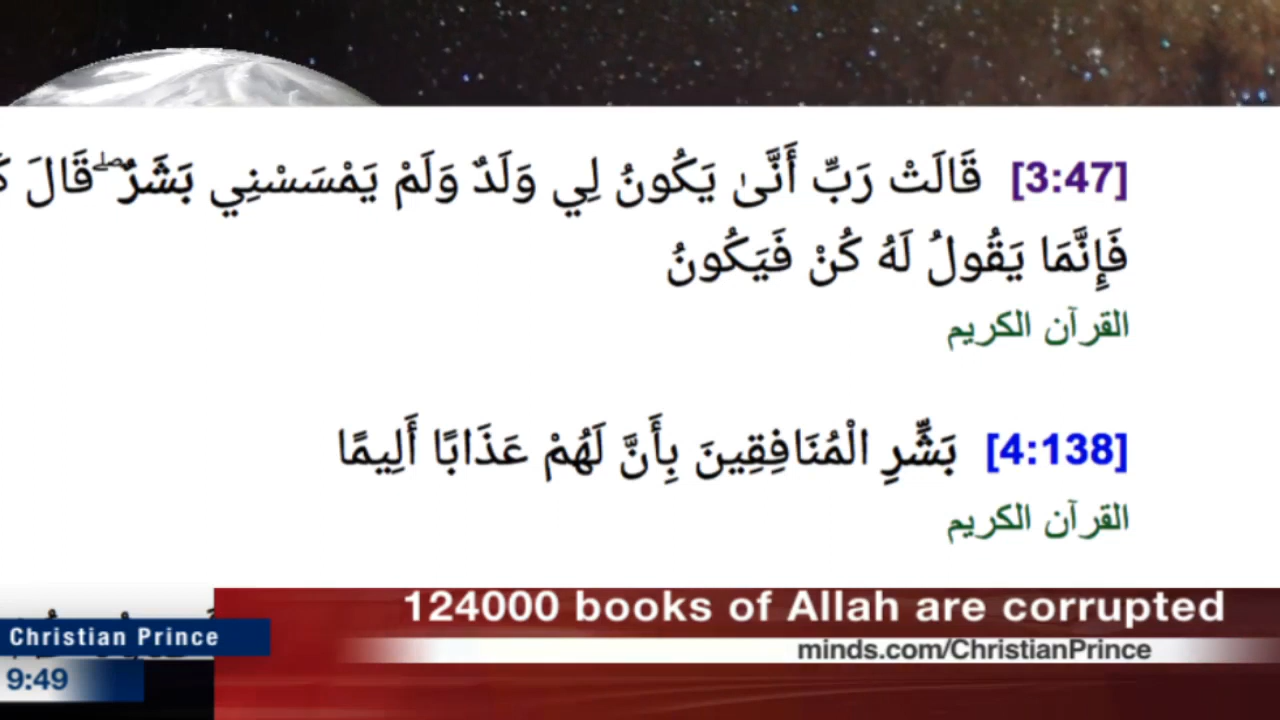 [3:47] قَالَتْ رَبِّ أَنَّىٰ يَكُونُ لِي وَلَدٌ وَلَمْ يَمْسَسْنِي بَشَرٌ ۖ قَالَ
فَإِنَّمَا يَقُولُ لَهُ كُنْ فَيَكُونُ
القرآن الكريم
[4:138] بَشِّرِ الْمُنَافِقِينَ بِأَنَّ لَهُمْ عَذَابًا أَلِيمًا
القرآن الكريم
124000 books of Allah are corrupted
Christian Prince
minds.com/ChristianPrince
9:49